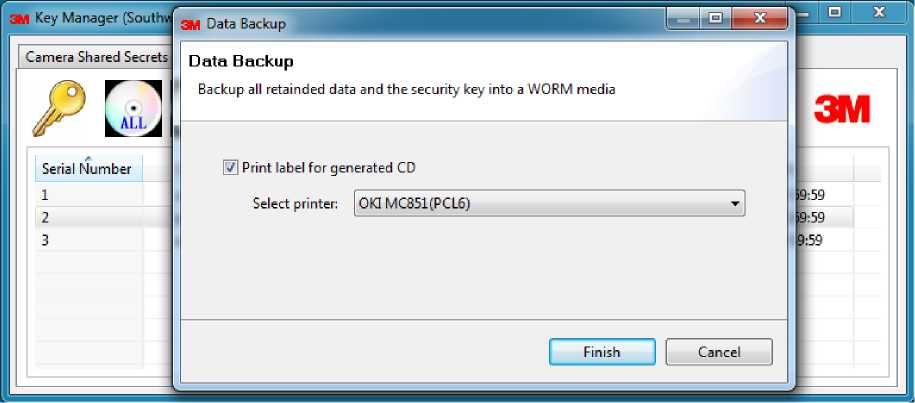 3M Key Manager (Southw
3M Data Backup
Camera Shared Secrets
Data Backup
Backup all retainded data and the security key into a WORM media
ALL
3M
Serial Number
Print label for generated CD
Select printer: OKI MC851(PCL6)
1
59:59
2
59:59
3
9:59
Finish
Cancel